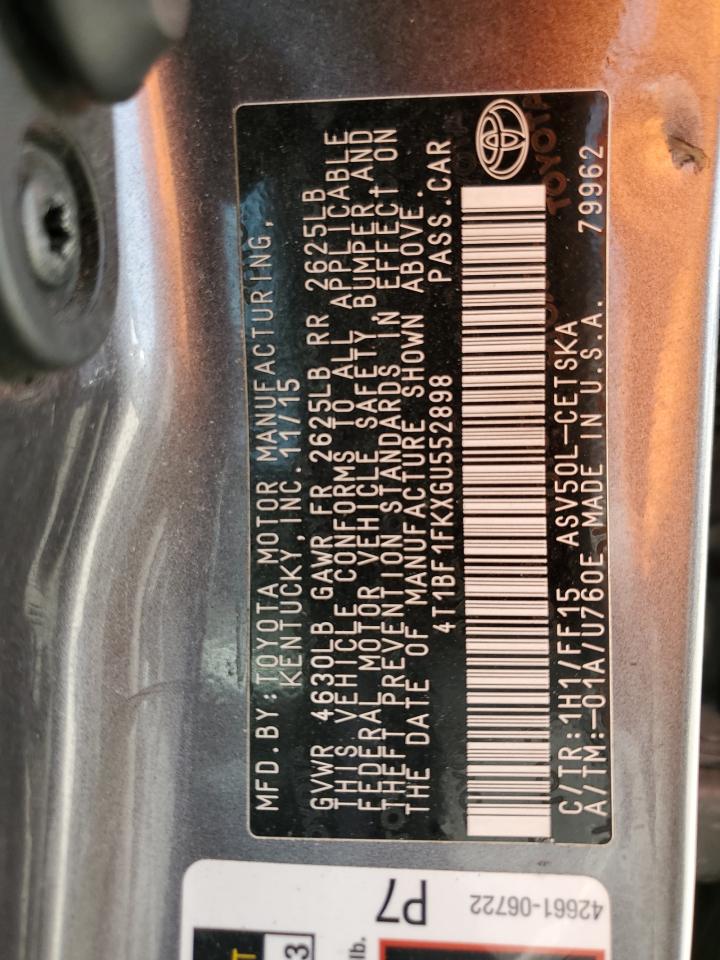 MFD.BY:TOYOTA MOTOR MANUFACTURING,
KENTUCKY,INC. 11/15
GVWR 4630LB GAWR FR 2625LB RR 2625LB
THIS VEHICLE CONFORMS TO ALL APPLICABLE
FEDERAL MOTOR VEHICLE SAFETY, BUMPER AND
THEFT PREVENTION STANDARDS IN EFFECT ON
THE DATE OF MANUFACTURE SHOWN ABOVE.
4T1BF1FKXGU552898 PASS.CAR
C/TR:1H1/FF15 ASV50L-CETSKA
A/TM:-01A/U760E MADE IN U.S.A. 79962
TOYOTA
P7
42661-06722
3
lb.